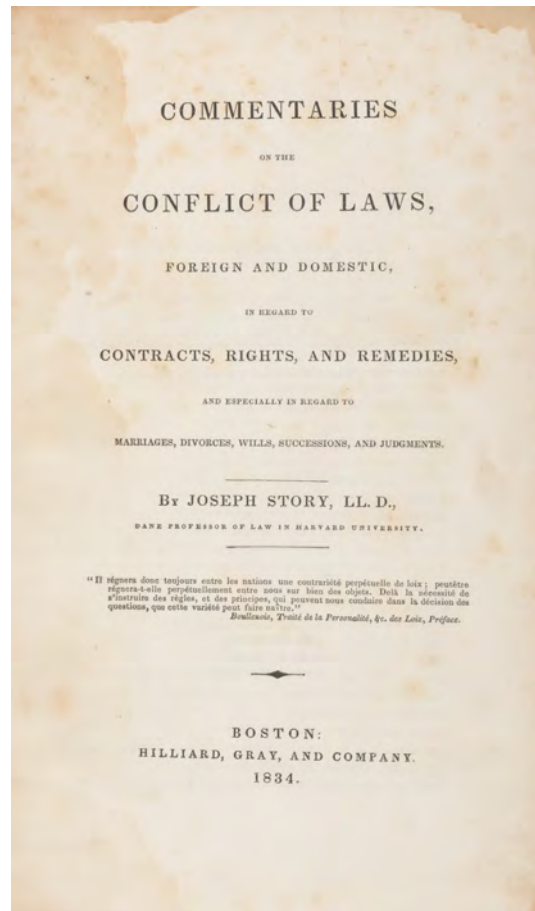 COMMENTARIES
ON THE
CONFLICT OF LAWS,
FOREIGN AND DOMESTIC,
IN REGARD TO
CONTRACTS, RIGHTS, AND REMEDIES,
AND ESPECIALLY IN REGARD TO
MARRIAGES, DIVORCES, WILLS, SUCCESSIONS, AND JUDGMENTS.
BY JOSEPH STORY, LL. D.,
DANE PROFESSOR OF LAW IN HARVARD UNIVERSITY.
"Il régnera donc toujours entre les nations une contrariété perpétuelle de loix; peutêtre
régnera-t-elle perpétuellement entre nous sur bien des objets. Delà la nécessité de
s'instruire des règles, et des principes, qui peuvent nous conduire dans la décision des
questions, que cette variété peut faire naître."
Boullenois, Traité de la Personalité, &c. des Loix, Préface.
BOSTON:
HILLIARD, GRAY, AND COMPANY.
1834.